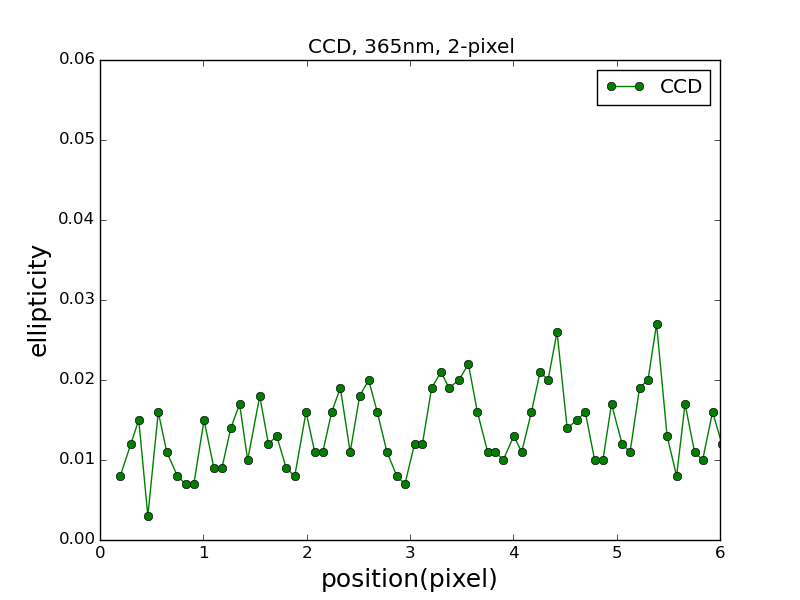 CCD, 365nm, 2-pixel
CCD
0.06
0.05
0.04
0.03
0.02
0.01
0.00
ellipticity
0 1 2 3 4 5 6
position(pixel)